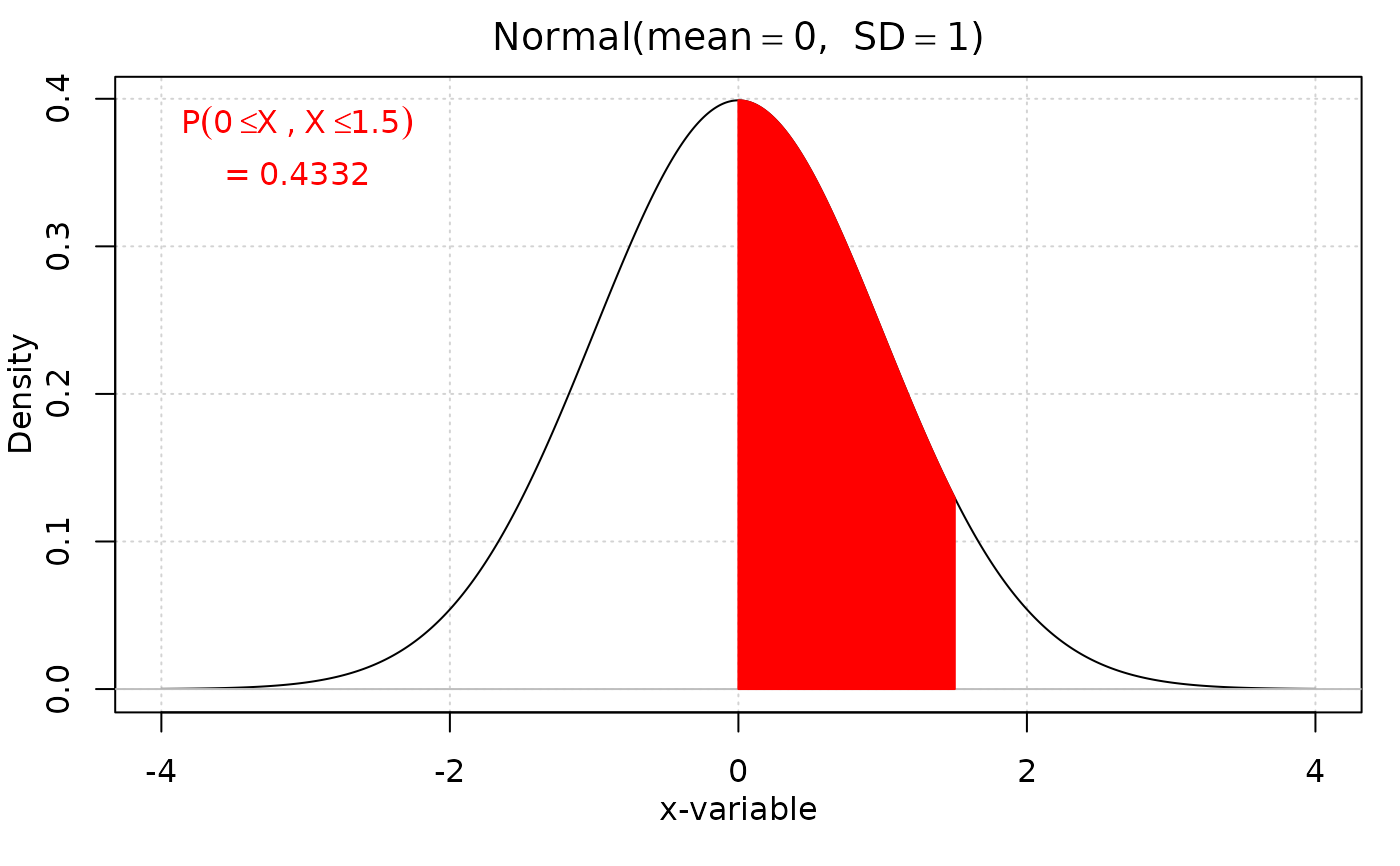 Normal(mean = 0, SD = 1)
P(0 ≤X , X ≤1.5)
= 0.4332
Density
0.4
0.3
0.2
0.1
0.0
-4 -2 0 2 4
x-variable